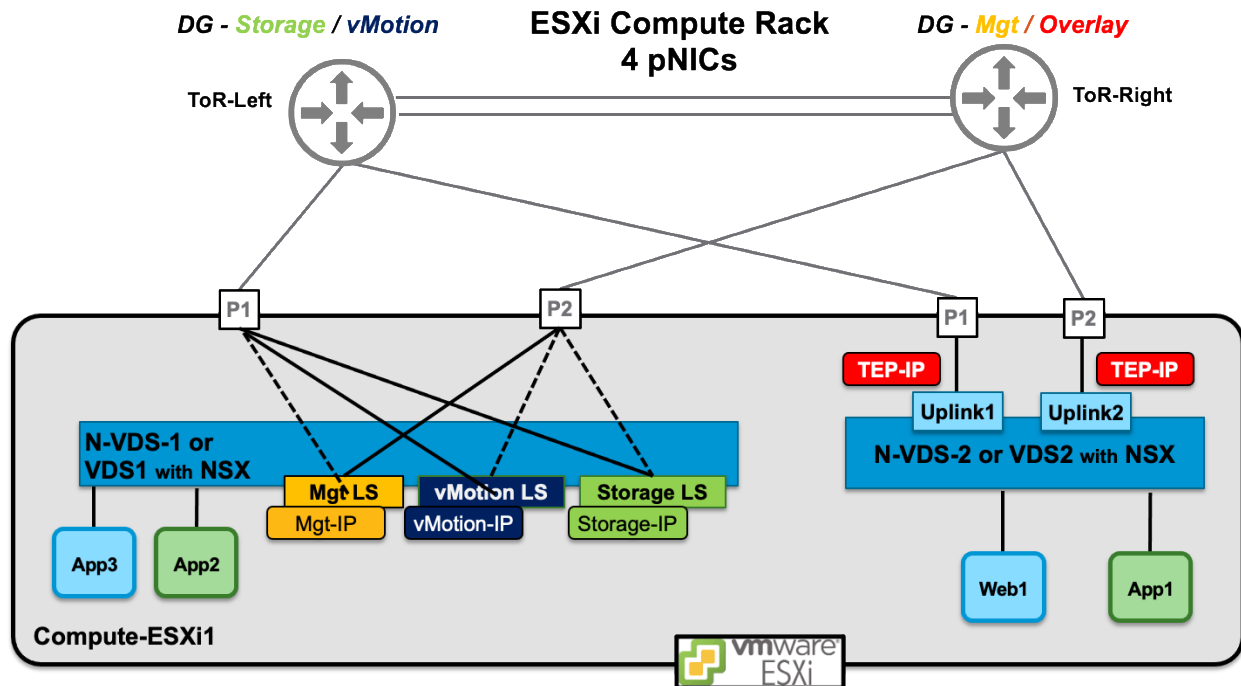 DG - Storage / vMotion
ESXi Compute Rack
4 pNICs
DG - Mgt / Overlay
ToR-Left
ToR-Right
P1
P2
P1
P2
TEP-IP
TEP-IP
Uplink1
Uplink2
N-VDS-1 or
VDS1 with NSX
N-VDS-2 or VDS2 with NSX
Mgt LS
vMotion LS
Storage LS
Mgt-IP
vMotion-IP
Storage-IP
App3
App2
Web1
App1
Compute-ESXi1
vmware®
ESXi